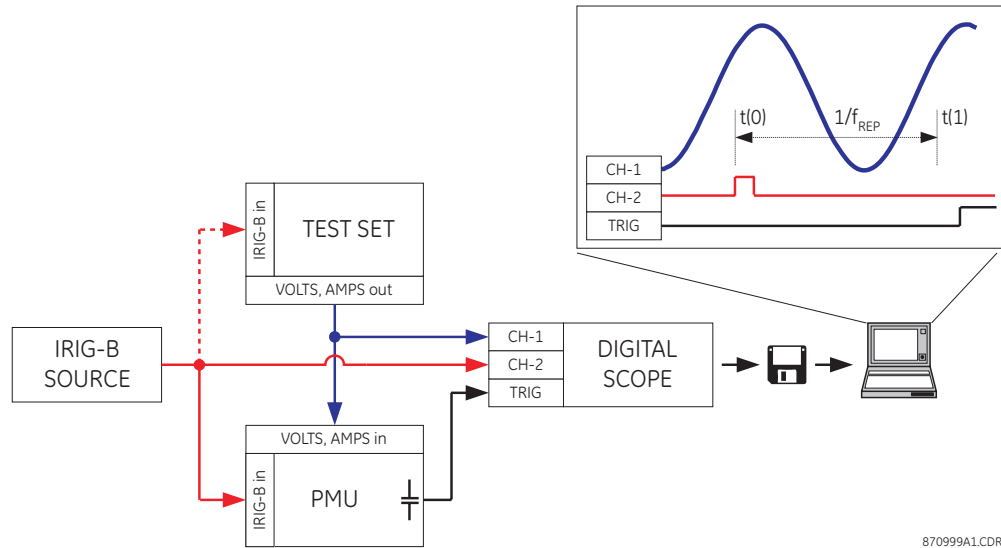 t(0)
1/fREP
t(1)
CH-1
CH-2
TRIG
IRIG-B in
TEST SET
VOLTS, AMPS out
IRIG-B
SOURCE
CH-1
CH-2
TRIG
DIGITAL
SCOPE
VOLTS, AMPS in
IRIG-B in
PMU
870999A1.CDR